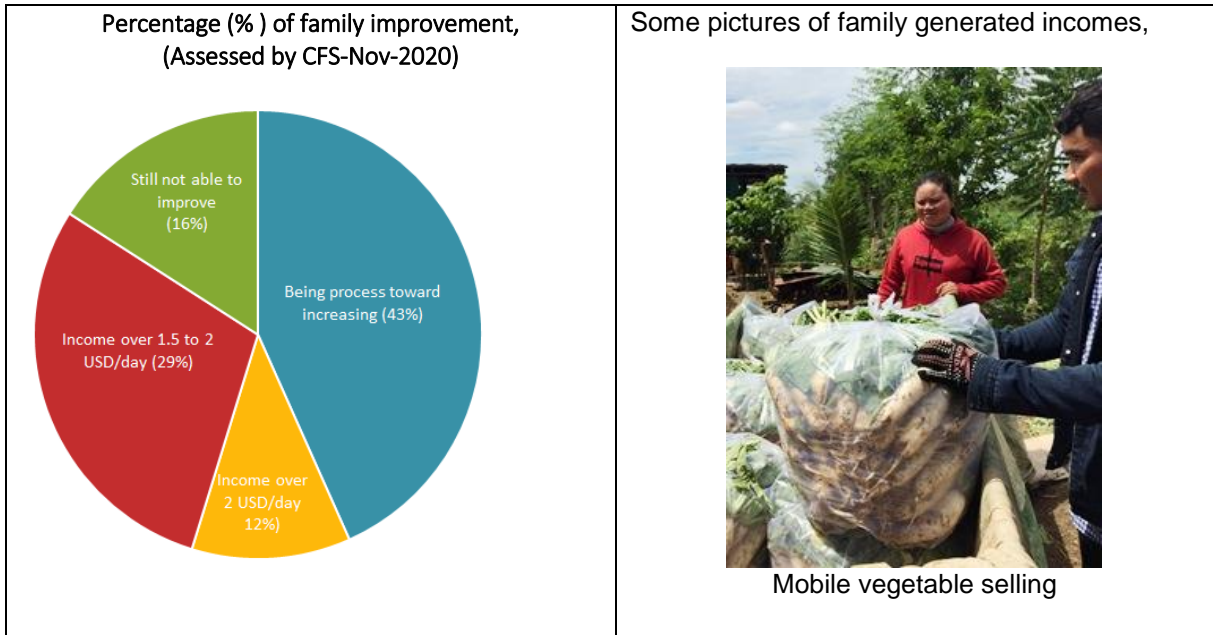 Percentage (% ) of family improvement,
(Assessed by CFS-Nov-2020)
Still not able to
improve
(16%)
Being process toward
increasing (43%)
Income over 1.5 to 2
USD/day (29%)
Income over
2 USD/day
12%)
Some pictures of family generated incomes,
Mobile vegetable selling